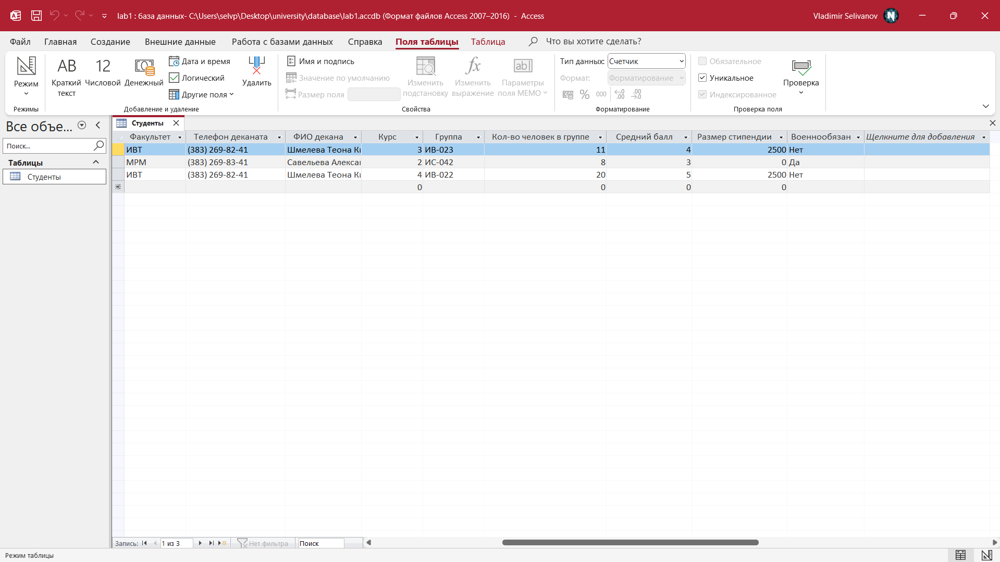 lab1 : база данных- C:\Users\selvp\Desktop\university\database\lab1.accdb (Формат файлов Access 2007–2016) - Access
Vladimir Selivanov
Файл Главная Создание Внешние данные Работа с базами данных Справка Поля таблицы Таблица Что вы хотите сделать?
Режим
Режимы
AB
Краткий текст
12
Числовой
Денежный
Дата и время
Логический
Другие поля
Удалить
Добавление и удаление
Имя и подпись
Значение по умолчанию
Размер поля
Изменить подстановку
fx
Изменить выражение
ab
Параметры поля МЕМО
Свойства
Тип данных: Счетчик
Формат: Форматирование
% 000 ,00 ,00
Форматирование
Обязательное
Уникальное
Индексированное
Проверка
Проверка поля
Все объе...
Поиск...
Таблицы
Студенты
Студенты
Факультет Телефон деканата ФИО декана Курс Группа Кол-во человек в группе Средний балл Размер стипендии Военнообязан Щелкните для добавления
ИВТ (383) 269-82-41 Шмелева Теона Ки 3 ИВ-023 11 4 2500 Нет
МРМ (383) 269-83-41 Савельева Алексан 2 ИС-042 8 3 0 Да
ИВТ (383) 269-82-41 Шмелева Теона Ки 4 ИВ-022 20 5 2500 Нет
0 0 0 0
Запись: 1 из 3 Нет фильтра Поиск
Режим таблицы